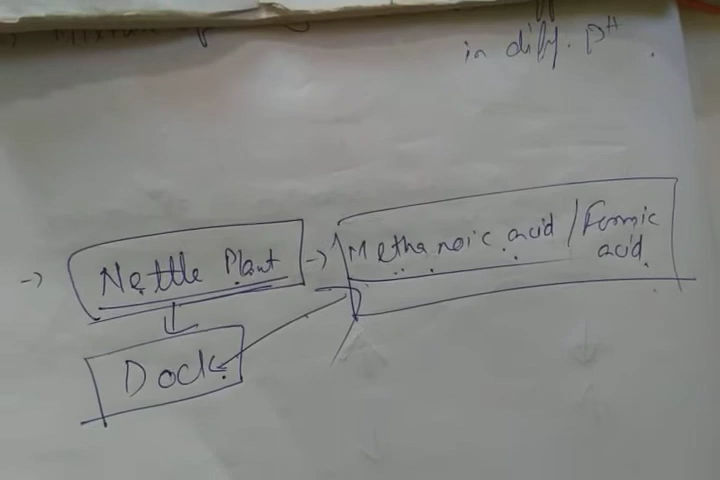 in diff. pH
-> Nettle Plant -> Methanoic acid / Formic acid
Dock